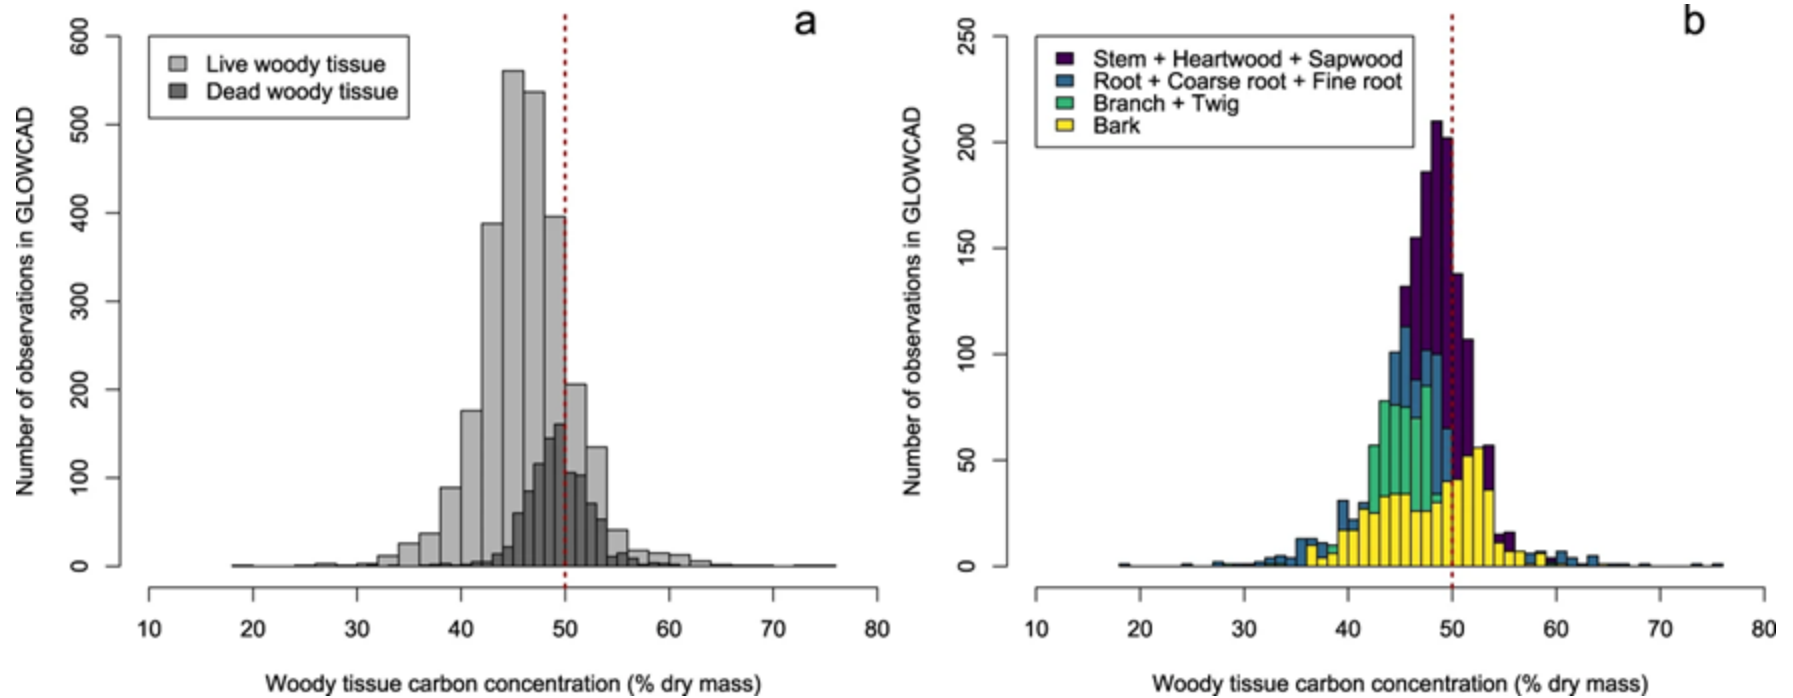 a
Live woody tissue
Dead woody tissue
Number of observations in GLOWCAD
600
500
400
300
200
100
0
10 20 30 40 50 60 70 80
Woody tissue carbon concentration (% dry mass)
b
Stem + Heartwood + Sapwood
Root + Coarse root + Fine root
Branch + Twig
Bark
Number of observations in GLOWCAD
250
200
150
100
50
0
10 20 30 40 50 60 70 80
Woody tissue carbon concentration (% dry mass)